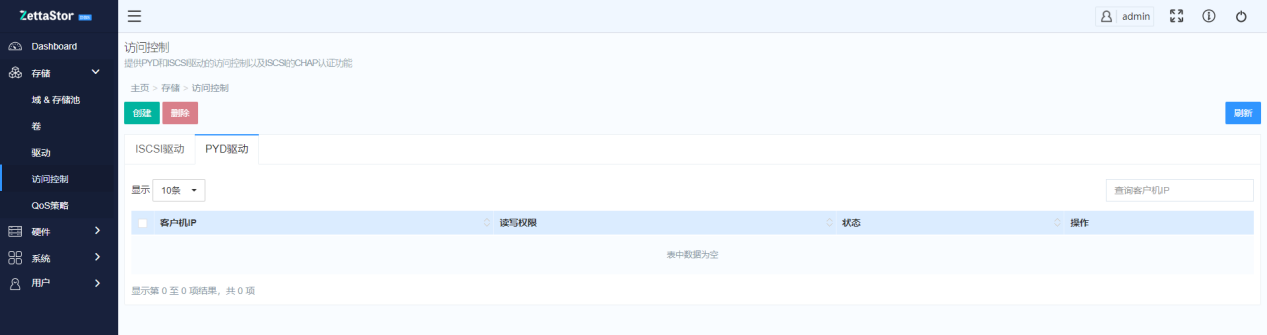 ZettaStor
admin
Dashboard
存储
域 & 存储池
卷
驱动
访问控制
QoS策略
硬件
系统
用户
访问控制
提供PYD和ISCSI驱动的访问控制以及ISCSI的CHAP认证功能
主页 > 存储 > 访问控制
创建 删除 刷新
ISCSI驱动 PYD驱动
显示 10条 查询客户机IP
客户机IP 读写权限 状态 操作
表中数据为空
显示第 0 至 0 项结果，共 0 项